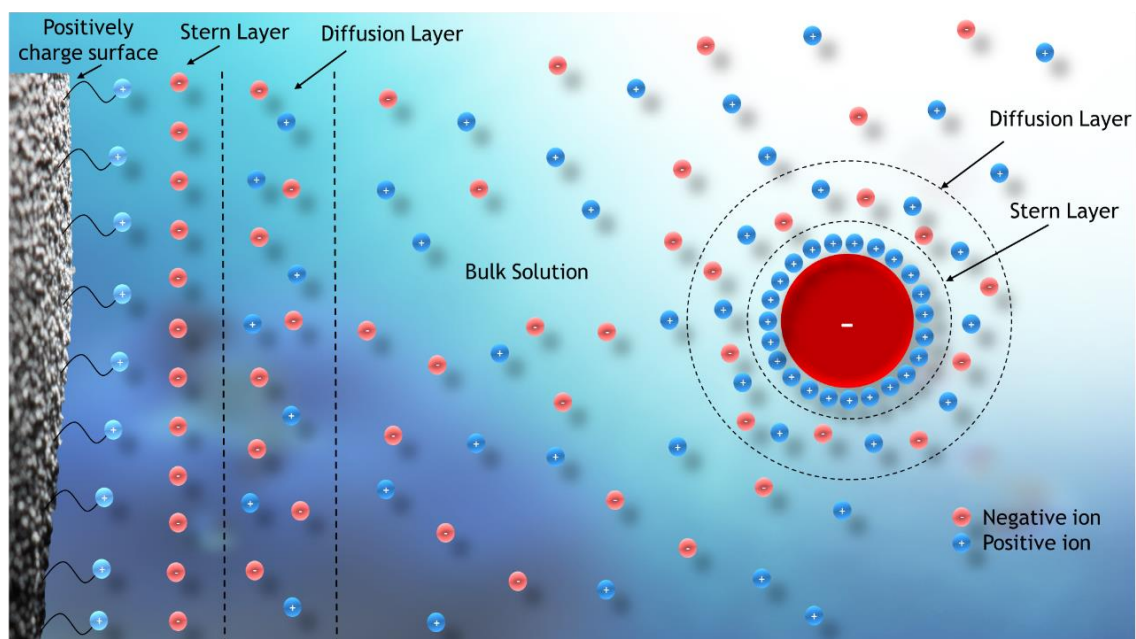 Positively
charge surface
Stern Layer
Diffusion Layer
Diffusion Layer
Stern Layer
Bulk Solution
-
Negative ion
Positive ion